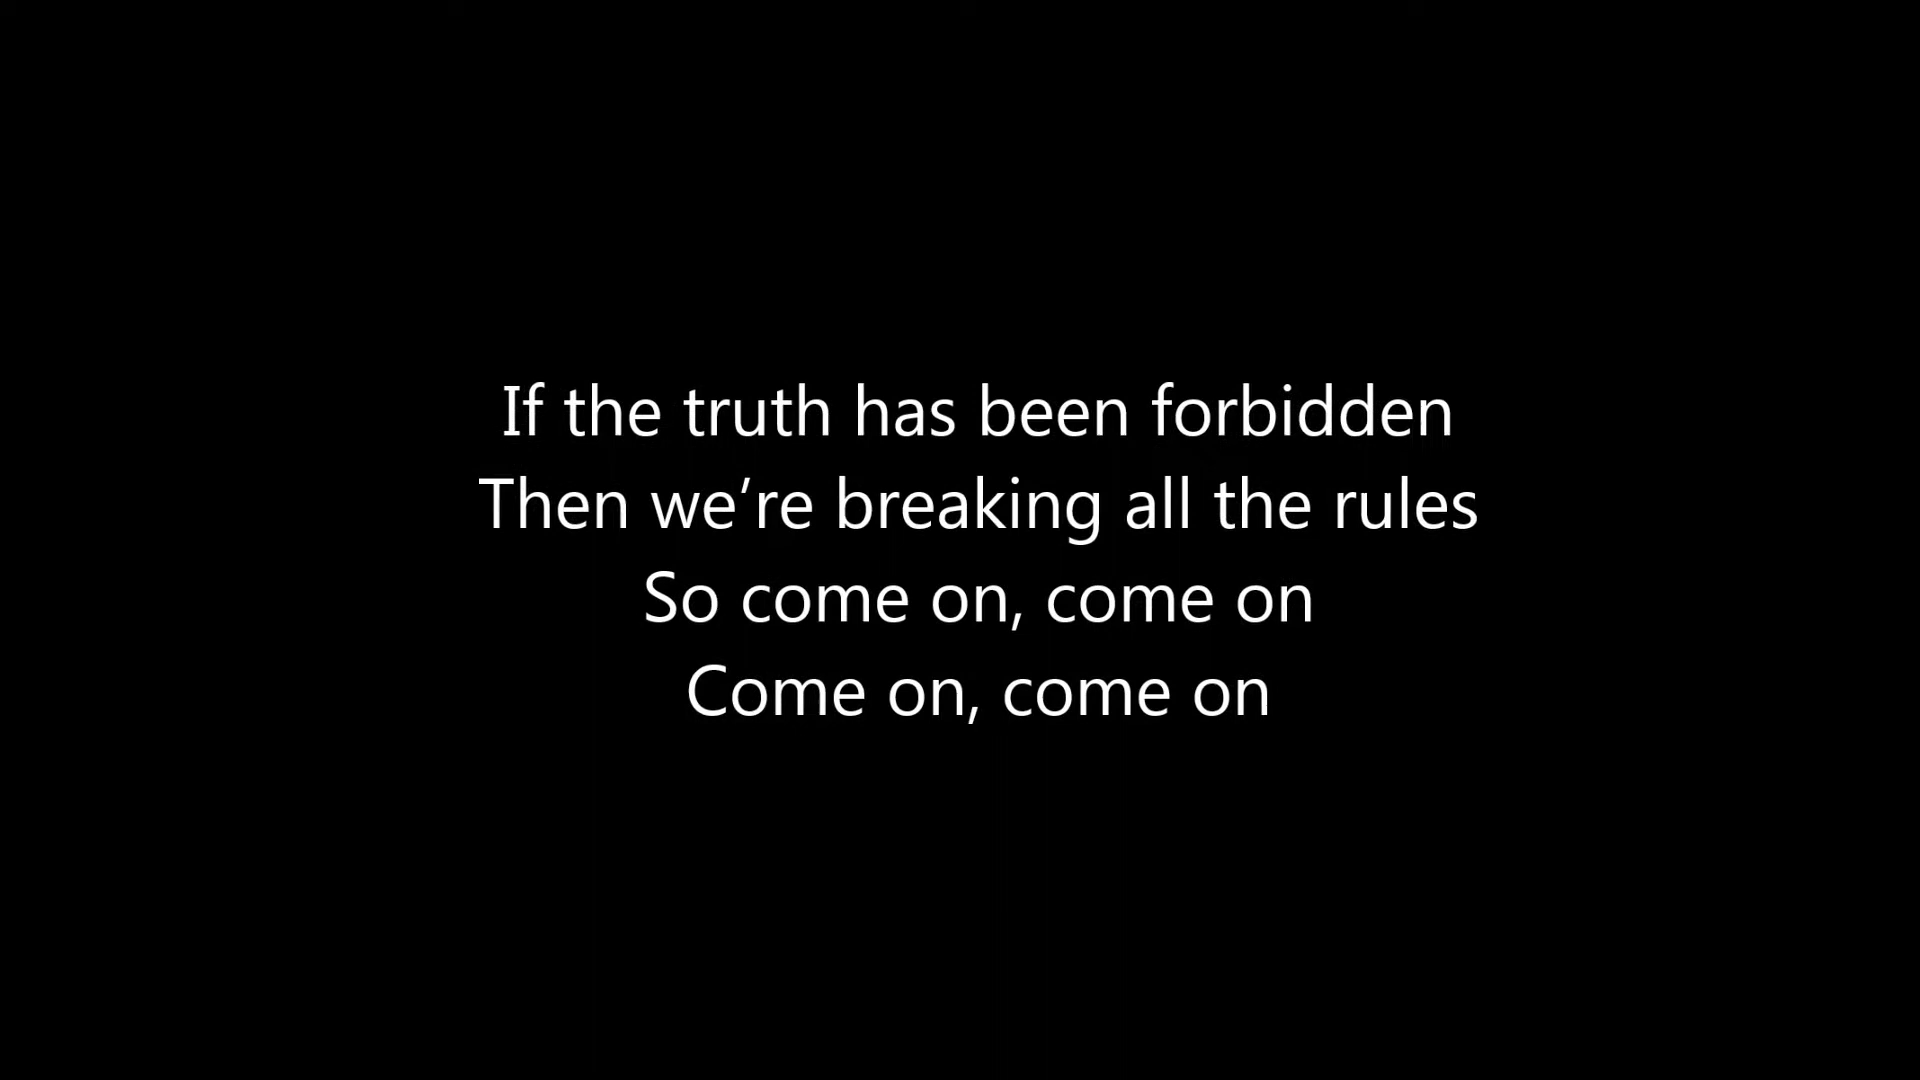 If the truth has been forbidden
Then we’re breaking all the rules
So come on, come on
Come on, come on